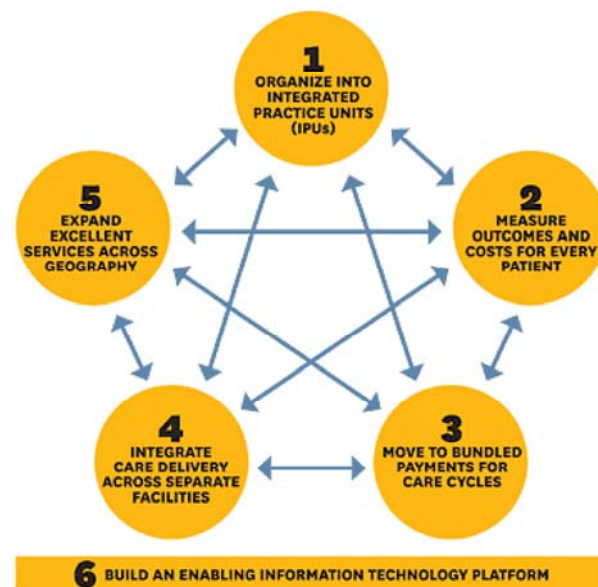 1
ORGANIZE INTO
INTEGRATED
PRACTICE UNITS
(IPUs)
2
MEASURE
OUTCOMES AND
COSTS FOR EVERY
PATIENT
3
MOVE TO BUNDLED
PAYMENTS FOR
CARE CYCLES
4
INTEGRATE
CARE DELIVERY
ACROSS SEPARATE
FACILITIES
5
EXPAND
EXCELLENT
SERVICES ACROSS
GEOGRAPHY
6 BUILD AN ENABLING INFORMATION TECHNOLOGY PLATFORM